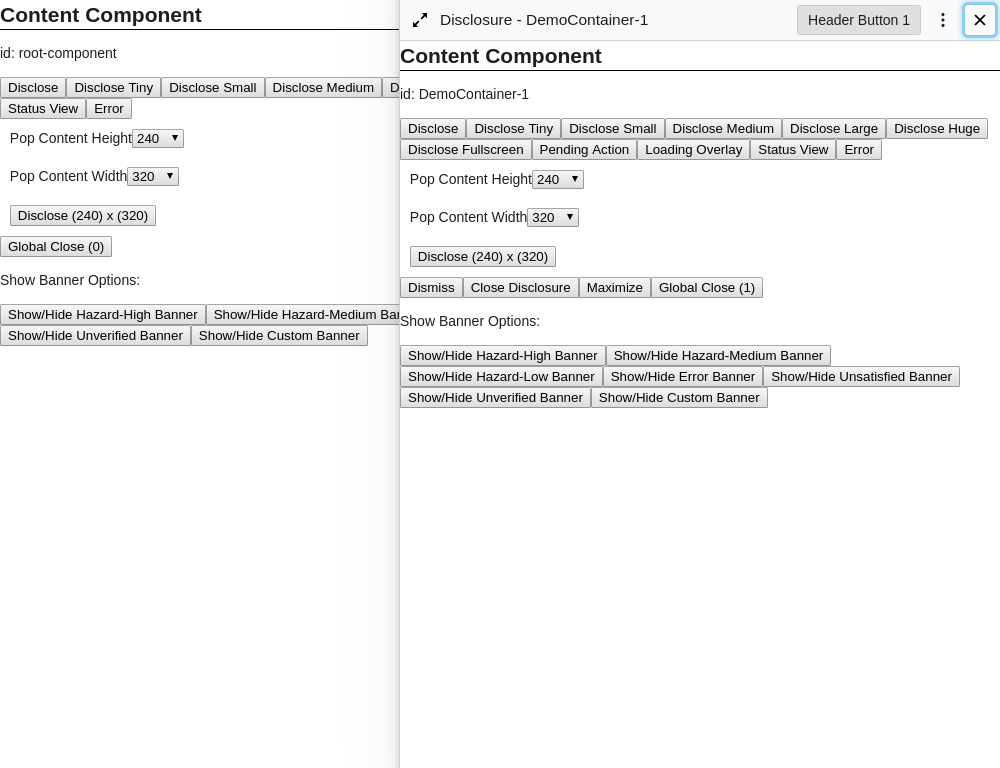 Content Component
id: root-component
Disclose Disclose Tiny Disclose Small Disclose Medium D
Status View Error
Pop Content Height 240
Pop Content Width 320
Disclose (240) x (320)
Global Close (0)
Show Banner Options:
Show/Hide Hazard-High Banner Show/Hide Hazard-Medium Ban
Show/Hide Unverified Banner Show/Hide Custom Banner
Disclosure - DemoContainer-1 Header Button 1
Content Component
id: DemoContainer-1
Disclose Disclose Tiny Disclose Small Disclose Medium Disclose Large Disclose Huge
Disclose Fullscreen Pending Action Loading Overlay Status View Error
Pop Content Height 240
Pop Content Width 320
Disclose (240) x (320)
Dismiss Close Disclosure Maximize Global Close (1)
Show Banner Options:
Show/Hide Hazard-High Banner Show/Hide Hazard-Medium Banner
Show/Hide Hazard-Low Banner Show/Hide Error Banner Show/Hide Unsatisfied Banner
Show/Hide Unverified Banner Show/Hide Custom Banner